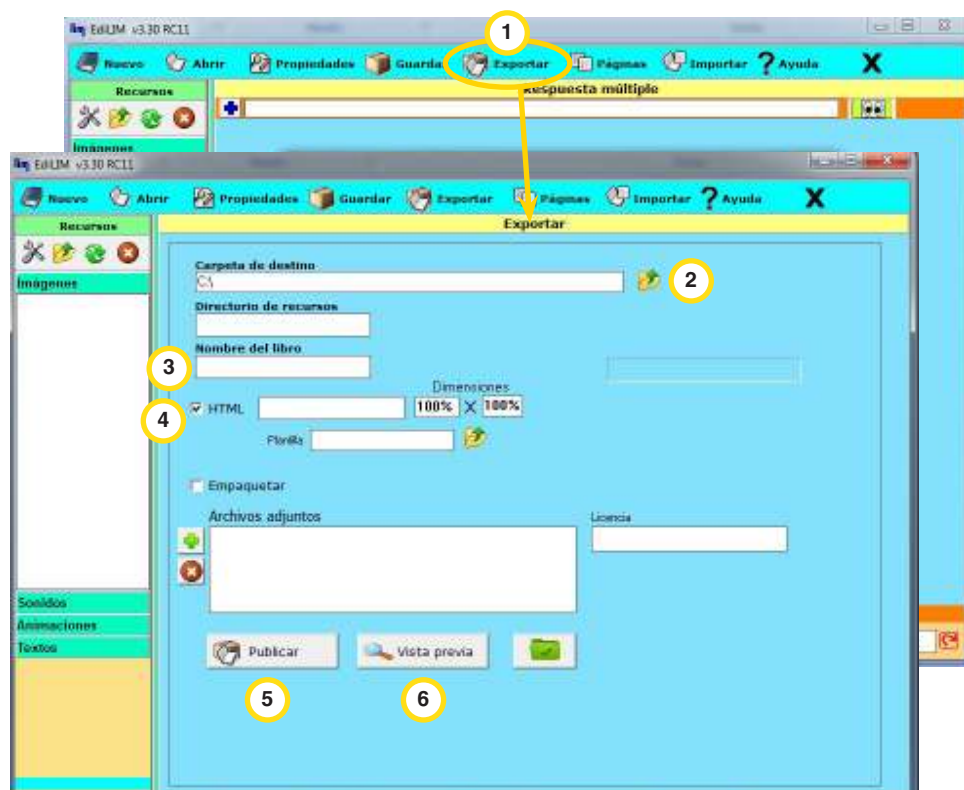 EdiLIM v3.30 RC11
1
Nuevo Abrir Propiedades Guardar Exportar Páginas Importar ? Ayuda X
Recursos
Respuesta múltiple
Imágenes
EdiLIM v3.30 RC11
Nuevo Abrir Propiedades Guardar Exportar Páginas Importar ? Ayuda X
Recursos
Exportar
Imágenes
Carpeta de destino
C:\
2
Directorio de recursos
Nombre del libro
3
Dimensiones
4
HTML 100% X 100%
Plantilla
Empaquetar
Archivos adjuntos
Licencia
Sonidos
Animaciones
Textos
Publicar Vista previa
5 6